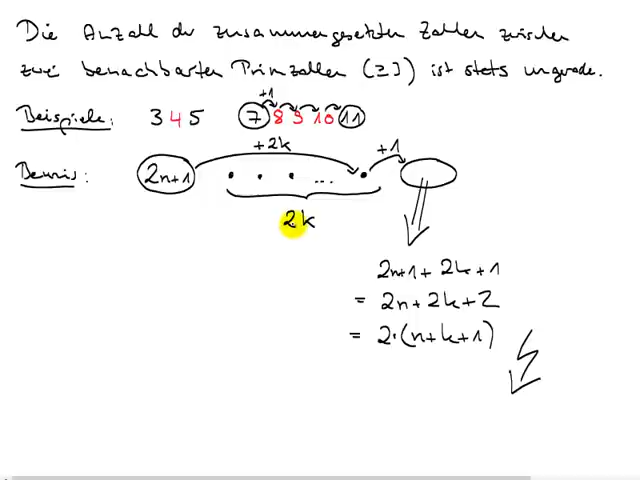 Die Anzahl der zusammengesetzten Zahlen zwischen
zwei benachbarten Primzahlen (≥3) ist stets ungerade.
Beispiele: 3 4 5 7 8 9 10 11
+1
Beweis: 2n+1 +2k • • • ... • +1
2k
2n+1+2k+1
= 2n+2k+2
= 2·(n+k+1)